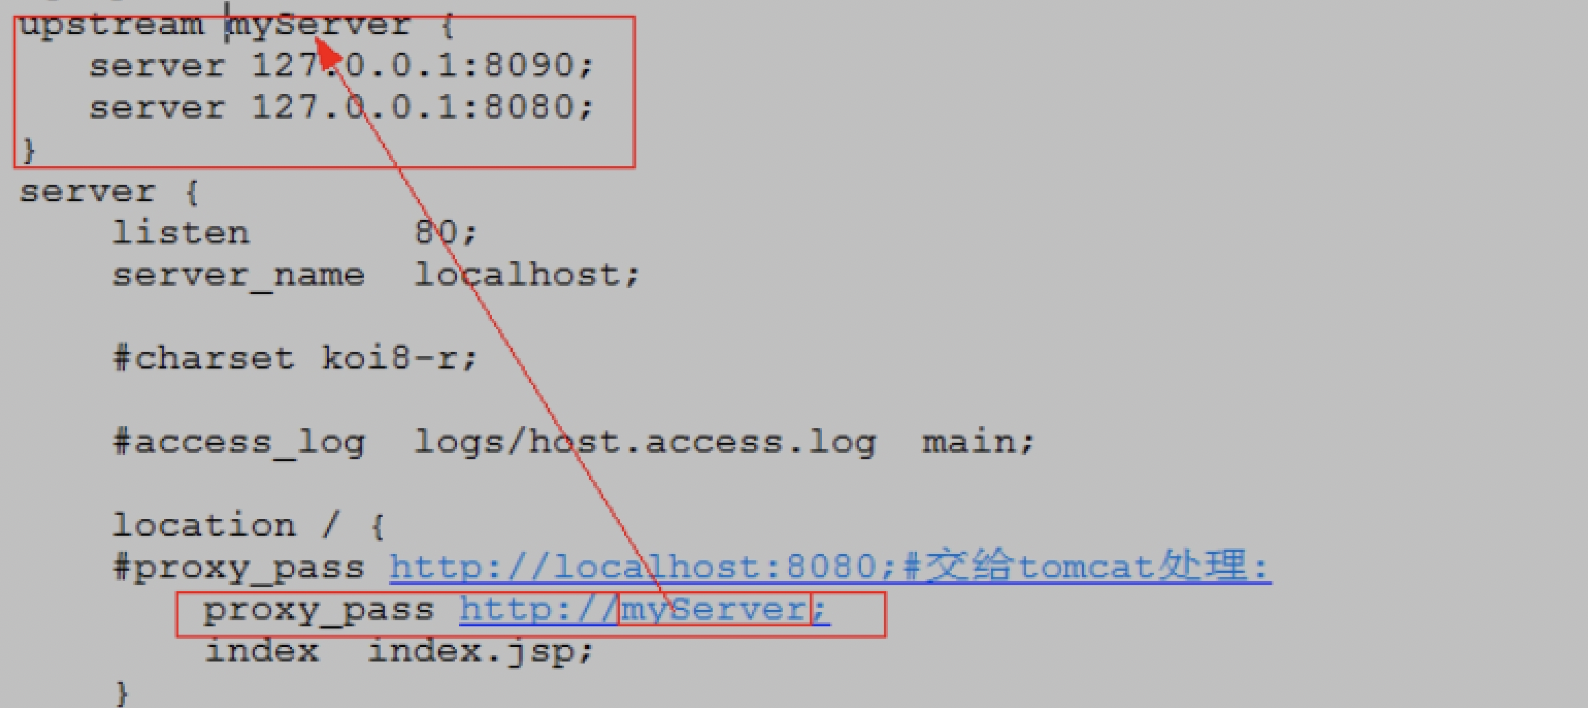 upstream myServer {
server 127.0.0.1:8090;
server 127.0.0.1:8080;
}
server {
listen 80;
server_name localhost;
#charset koi8-r;
#access_log logs/host.access.log main;
location / {
#proxy_pass http://localhost:8080;#交给tomcat处理:
proxy_pass http://myServer;
index index.jsp;
}